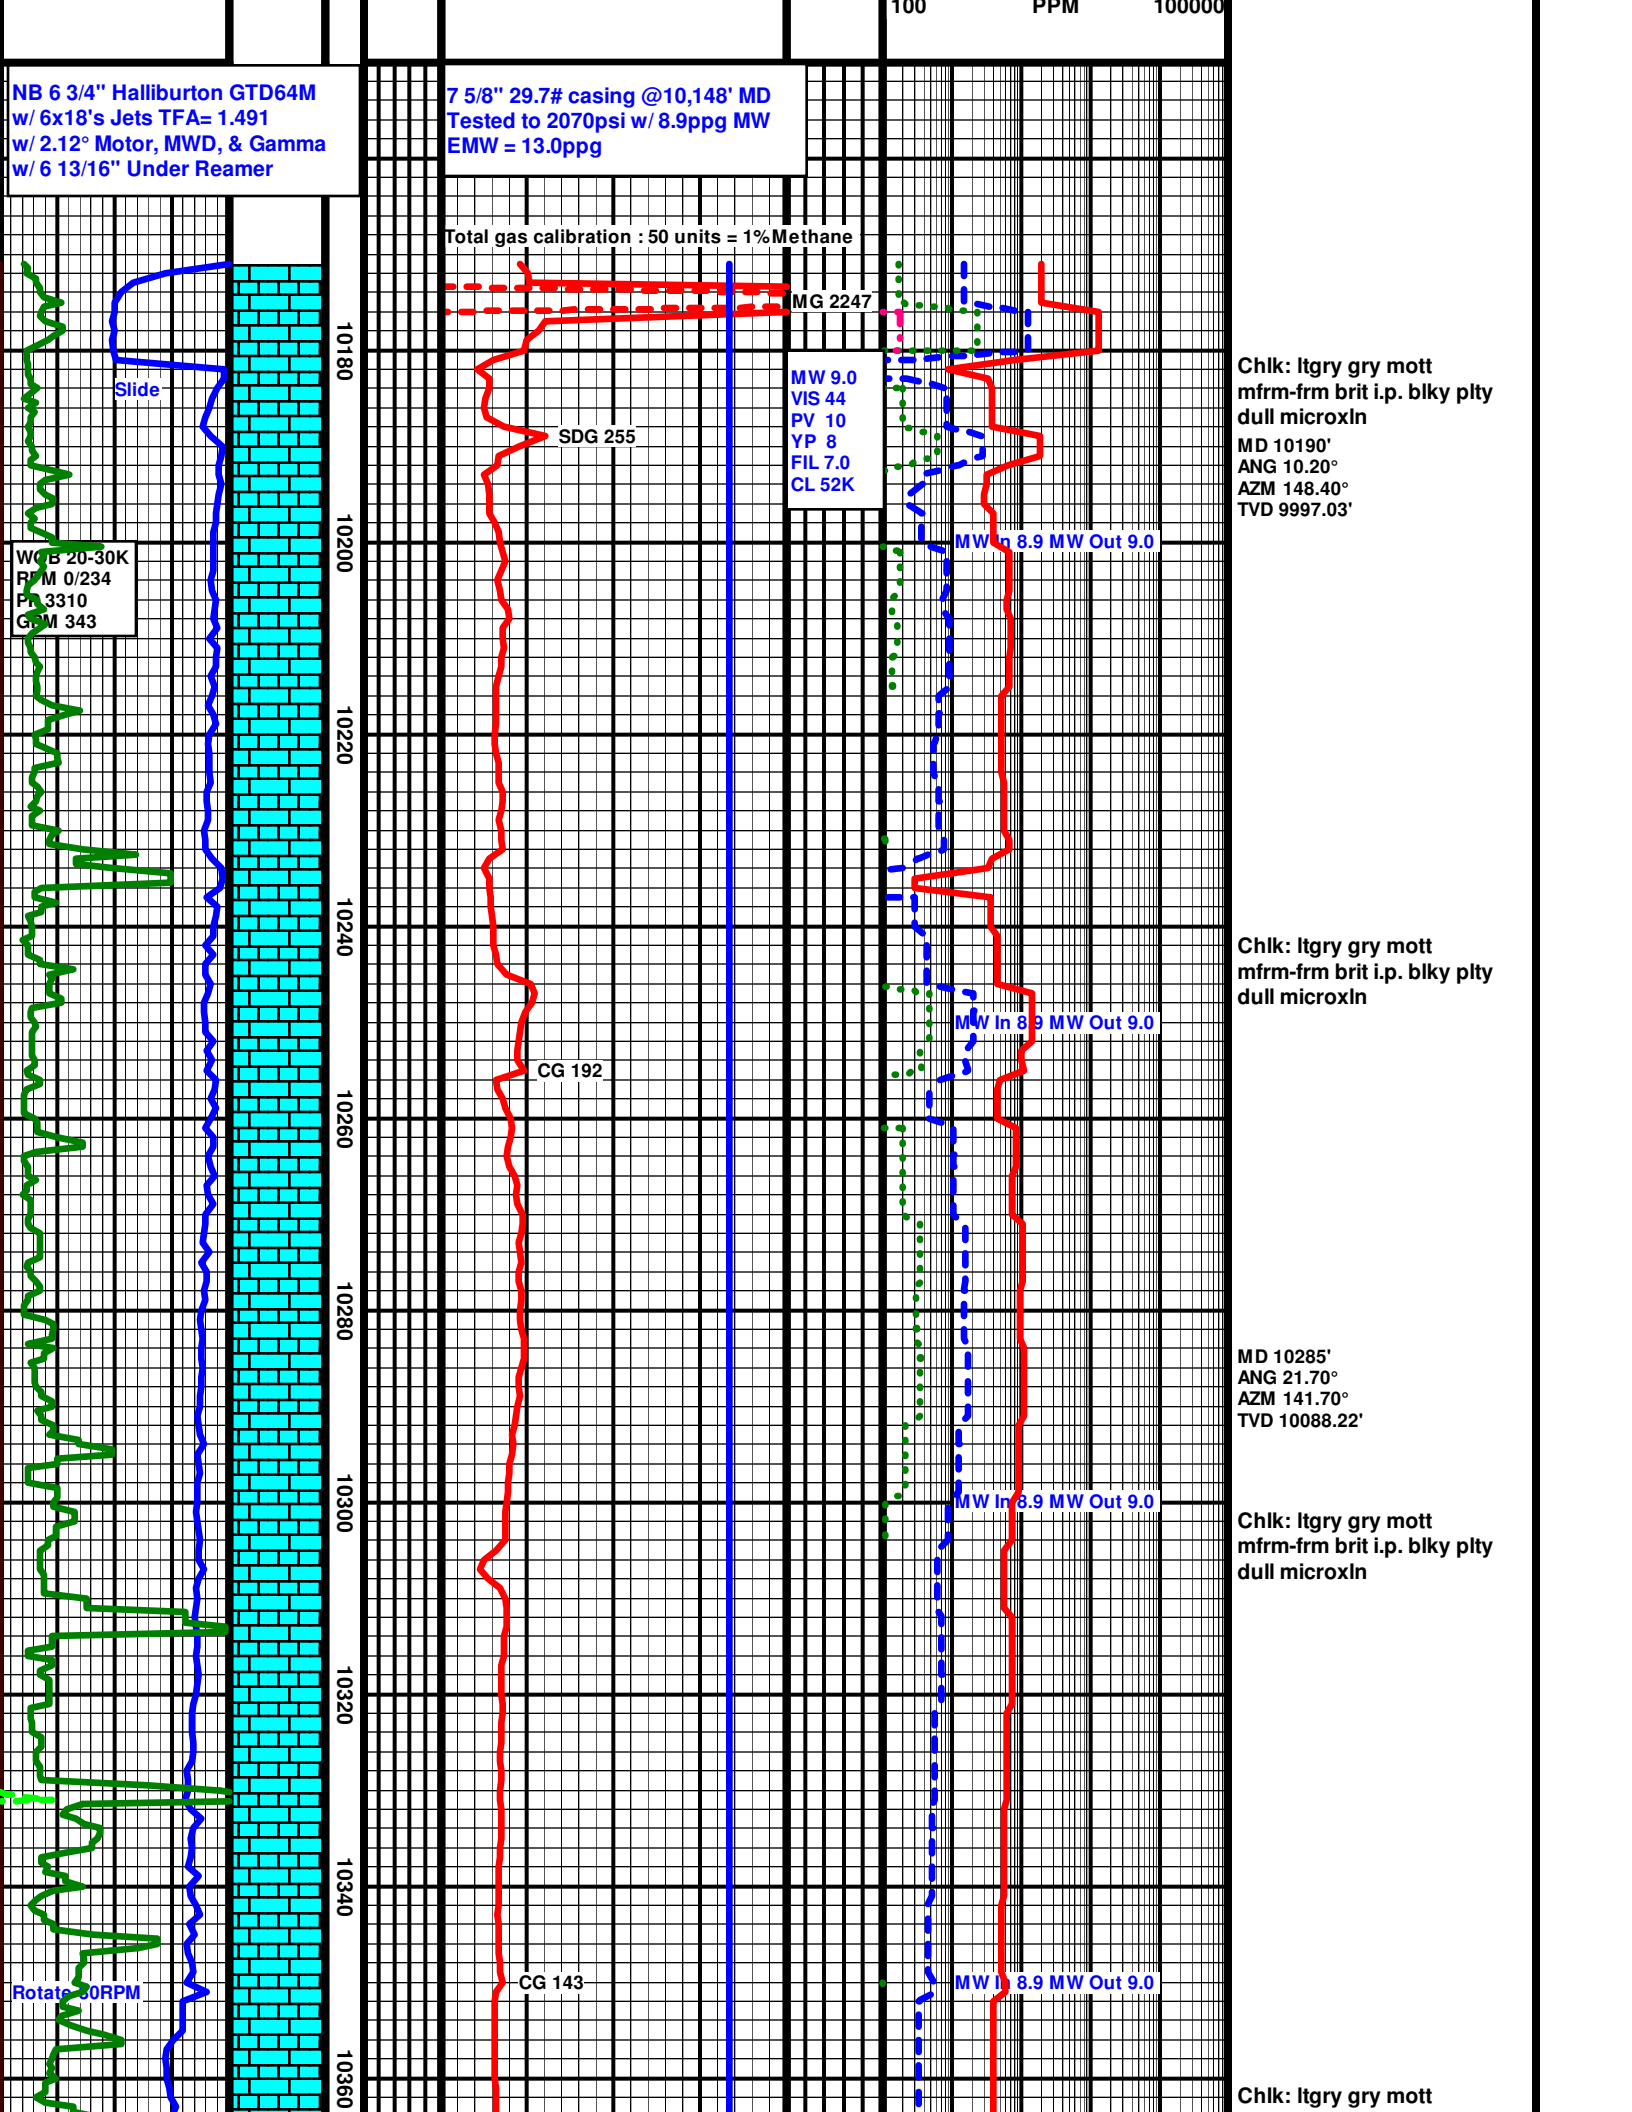 100 PPM 100000
NB 6 3/4" Halliburton GTD64M
w/ 6x18's Jets TFA= 1.491
w/ 2.12° Motor, MWD, & Gamma
w/ 6 13/16" Under Reamer
7 5/8" 29.7# casing @10,148' MD
Tested to 2070psi w/ 8.9ppg MW
EMW = 13.0ppg
Total gas calibration : 50 units = 1%Methane
MG 2247
10180
Slide
MW 9.0
VIS 44
PV 10
YP 8
FIL 7.0
CL 52K
Chlk: ltgry gry mott
mfrm-frm brit i.p. blky plty
dull microxln
SDG 255
MD 10190'
ANG 10.20°
AZM 148.40°
TVD 9997.03'
10200
MW In 8.9 MW Out 9.0
WOB 20-30K
RPM 0/234
PP 3310
GPM 343
10220
10240
Chlk: ltgry gry mott
mfrm-frm brit i.p. blky plty
dull microxln
MW In 8.9 MW Out 9.0
CG 192
10260
10280
MD 10285'
ANG 21.70°
AZM 141.70°
TVD 10088.22'
10300
MW In 8.9 MW Out 9.0
Chlk: ltgry gry mott
mfrm-frm brit i.p. blky plty
dull microxln
10320
10340
CG 143
MW In 8.9 MW Out 9.0
Rotate
10360
Chlk: ltgry gry mott